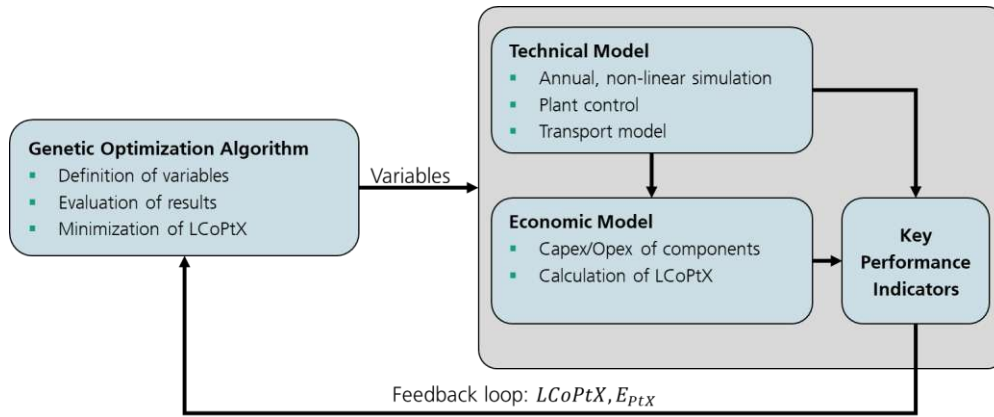 Technical Model
▪ Annual, non-linear simulation
▪ Plant control
▪ Transport model
Genetic Optimization Algorithm
▪ Definition of variables
▪ Evaluation of results
▪ Minimization of LCoPtX
Variables
Economic Model
▪ Capex/Opex of components
▪ Calculation of LCoPtX
Key
Performance
Indicators
Feedback loop: LCoPtX, E_PtX